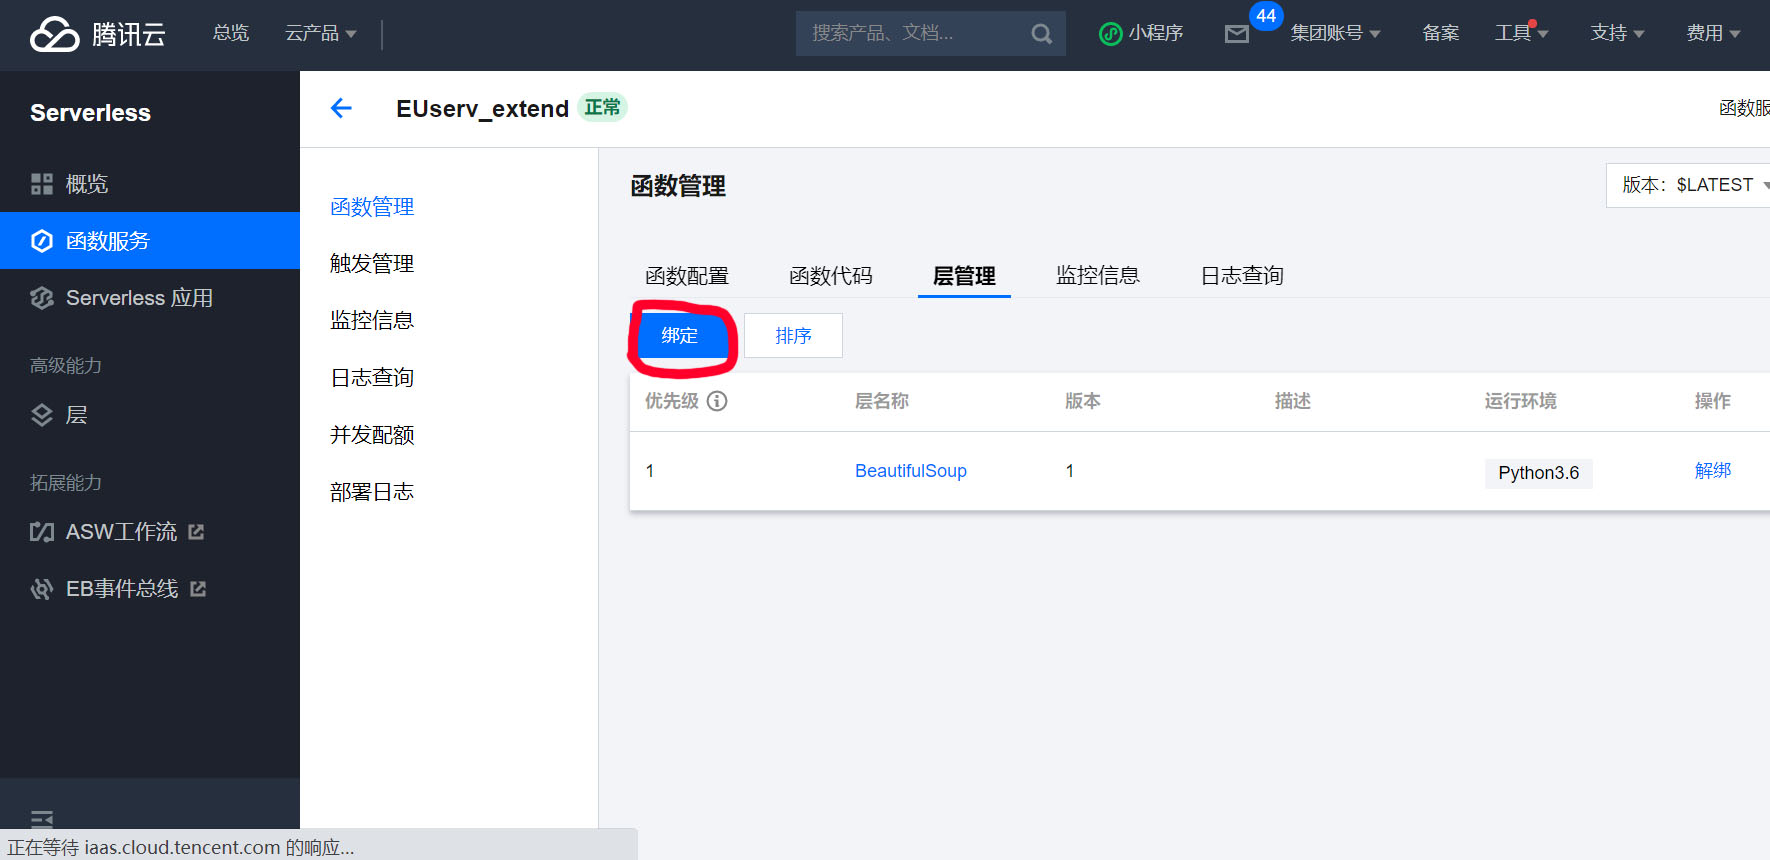 腾讯云 总览 云产品 搜索产品、文档... 小程序 44 集团账号 备案 工具 支持 费用
Serverless
概览
函数服务
Serverless 应用
高级能力
层
拓展能力
ASW工作流
EB事件总线
EUserv_extend 正常
函数管理
触发管理
监控信息
日志查询
并发配额
部署日志
函数管理 版本：$LATEST
函数配置 函数代码 层管理 监控信息 日志查询
绑定 排序
优先级 层名称 版本 描述 运行环境 操作
1 BeautifulSoup 1 Python3.6 解绑
正在等待 iaas.cloud.tencent.com 的响应...